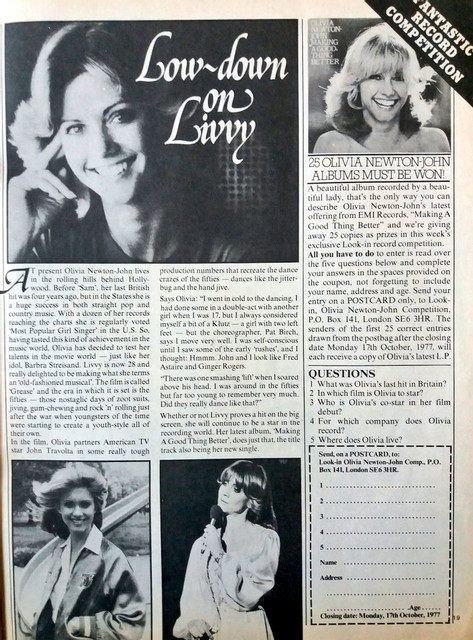 Low-down
on
Livvy
AT present Olivia Newton-John lives
in the rolling hills behind Holly-
wood. Before 'Sam', her last British
hit was four years ago, but in the States she is
a huge success in both straight pop and
country music. With a dozen of her records
reaching the charts she is regularly voted
'Most Popular Girl Singer' in the U.S. So,
having tasted this kind of achievement in the
music world, Olivia has decided to test her
talents in the movie world — just like her
idol, Barbra Streisand. Livvy is now 28 and
really delighted to be making what she terms
an 'old-fashioned musical'. The film is called
'Grease' and the era in which it is set is the
fifties — those nostalgic days of zoot suits,
jiving, gum-chewing and rock 'n' rolling just
after the war when youngsters of the time
were starting to create a youth-style all of
their own.
In the film, Olivia partners American TV
star John Travolta in some really tough
production numbers that recreate the dance
crazes of the fifties — dances like the jitter-
bug and the hand jive.
Says Olivia: "I went in cold to the dancing. I
had done some of a double-act with another
girl when I was 17, but I always considered
myself a bit of a Klutz — a girl with two left
feet — but the choreographer, Pat Birch,
says I move very well. I was self-conscious
until I saw some of the early 'rushes', and I
thought: Hmmm. John and I look like Fred
Astaire and Ginger Rogers.
"There was one smashing 'lift' when I soared
above his head. I was around in the fifties
but far too young to remember very much.
Did they really dance like that?"
Whether or not Livvy proves a hit on the big
screen, she will continue to be a star in the
recording world. Her latest album, 'Making
A Good Thing Better', does just that, the title
track also being her new single.
FANTASTIC
RECORD
COMPETITION
OLIVIA
NEWTON-
JOHN
MAKING
A GOOD
THING
BETTER
25 OLIVIA NEWTON-JOHN
ALBUMS MUST BE WON!
A beautiful album recorded by a beau-
tiful lady, that's the only way you can
describe Olivia Newton-John's latest
offering from EMI Records, "Making A
Good Thing Better" and we're giving
away 25 copies as prizes in this week's
exclusive Look-in record competition.
All you have to do to enter is read over
the five questions below and complete
your answers in the spaces provided on
the coupon, not forgetting to include
your name, address and age. Send your
entry on a POSTCARD only, to Look-
in, Olivia Newton-John Competition,
P.O. Box 141, London SE6 3HR. The
senders of the first 25 correct entries
drawn from the postbag after the closing
date Monday 17th October, 1977, will
each receive a copy of Olivia's latest L.P.
QUESTIONS
1 What was Olivia's last hit in Britain?
2 In which film is Olivia to star?
3 Who is Olivia's co-star in her film
debut?
4 For which company does Olivia
record?
5 Where does Olivia live?
Send, on a POSTCARD, to:
Look-in Olivia Newton-John Comp., P.O.
Box 141, London SE6 3HR.
1
2
3
4
5
Name
Address
Age
Closing date: Monday, 17th October, 1977